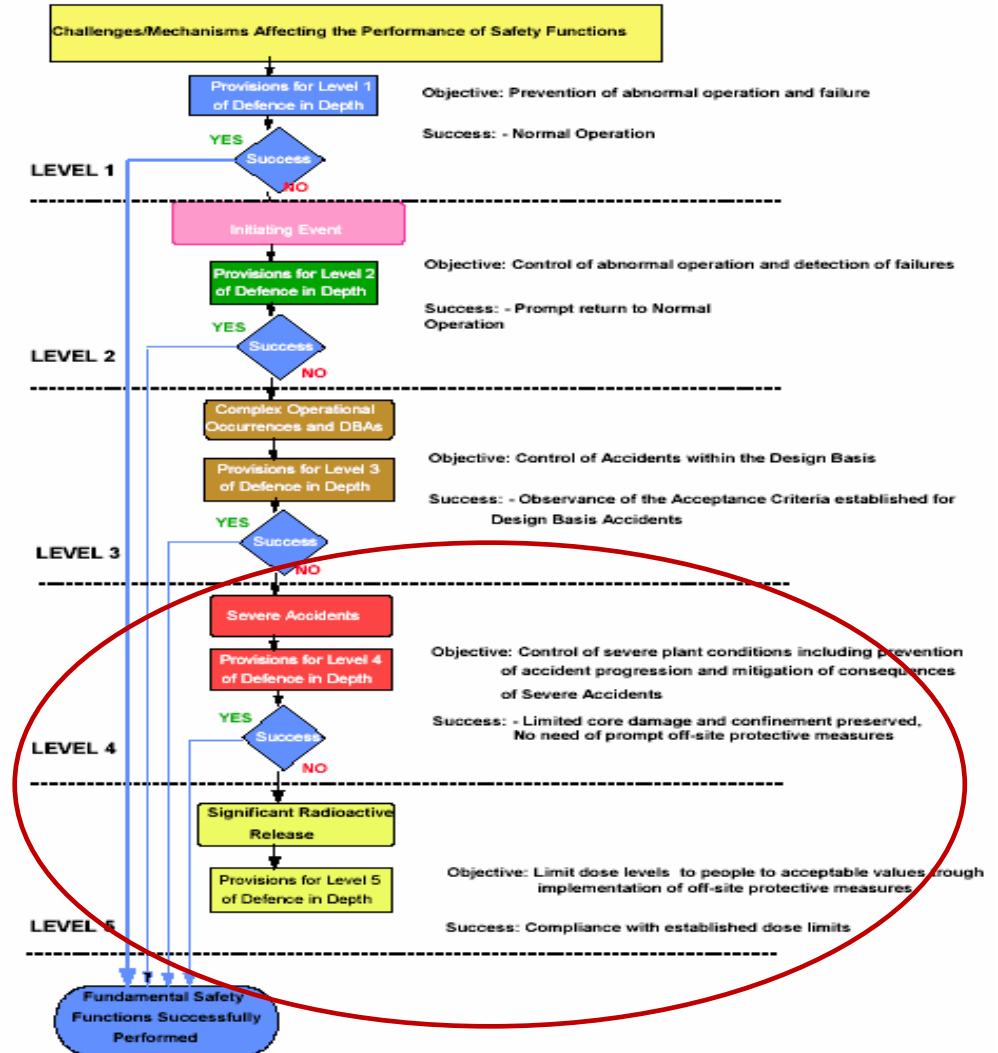 Challenges/Mechanisms Affecting the Performance of Safety Functions
Provisions for Level 1
of Defence in Depth
Objective: Prevention of abnormal operation and failure
Success: - Normal Operation
YES
Success
NO
LEVEL 1
Initiating Event
Provisions for Level 2
of Defence in Depth
Objective: Control of abnormal operation and detection of failures
Success: - Prompt return to Normal
Operation
YES
Success
NO
LEVEL 2
Complex Operational
Occurrences and DBAs
Provisions for Level 3
of Defence in Depth
Objective: Control of Accidents within the Design Basis
Success: - Observance of the Acceptance Criteria established for
Design Basis Accidents
YES
Success
NO
LEVEL 3
Severe Accidents
Provisions for Level 4
of Defence in Depth
Objective: Control of severe plant conditions including prevention
of accident progression and mitigation of consequences
of Severe Accidents
Success: - Limited core damage and confinement preserved,
No need of prompt off-site protective measures
YES
Success
NO
LEVEL 4
Significant Radioactive
Release
Provisions for Level 5
of Defence in Depth
Objective: Limit dose levels to people to acceptable values trough
implementation of off-site protective measures
Success: Compliance with established dose limits
LEVEL 5
Fundamental Safety
Functions Successfully
Performed